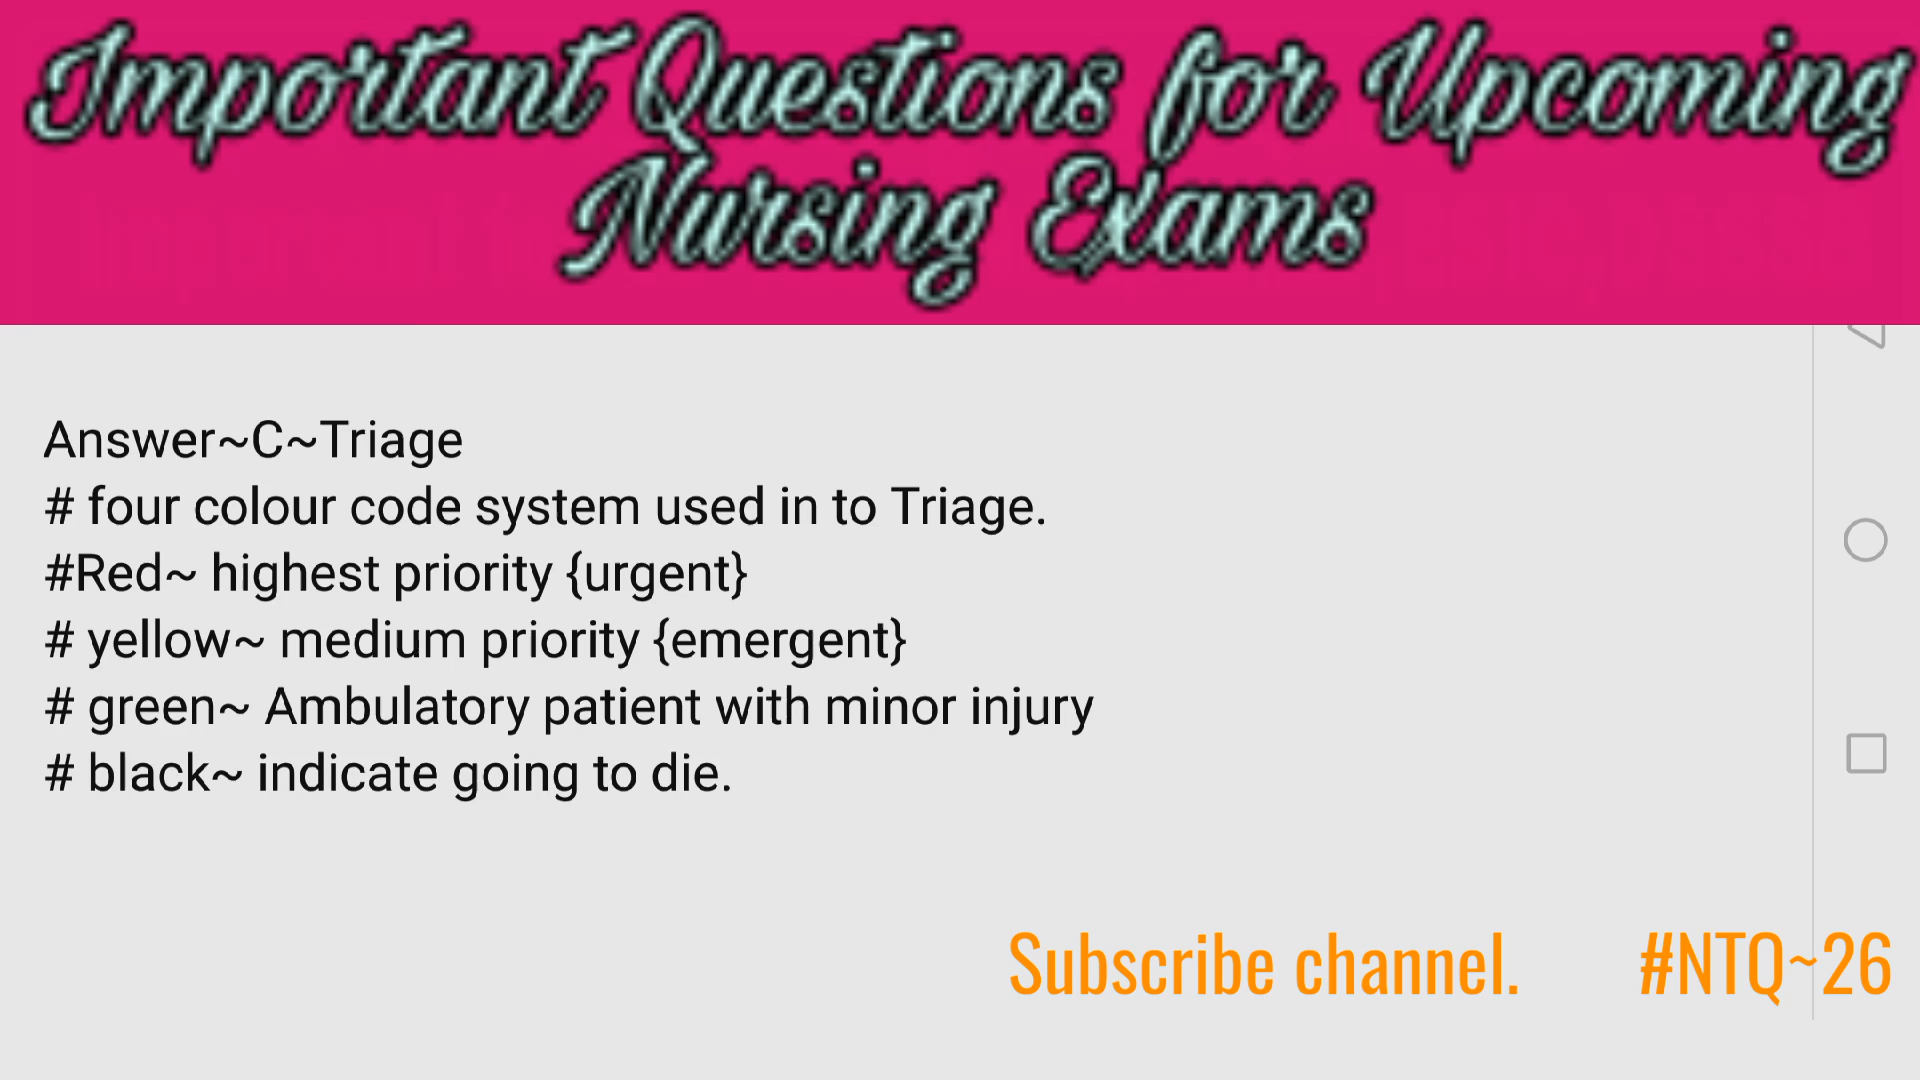 Important Questions for Upcoming
Nursing Exams
Answer~C~Triage
# four colour code system used in to Triage.
#Red~ highest priority {urgent}
# yellow~ medium priority {emergent}
# green~ Ambulatory patient with minor injury
# black~ indicate going to die.
Subscribe channel. #NTQ~26